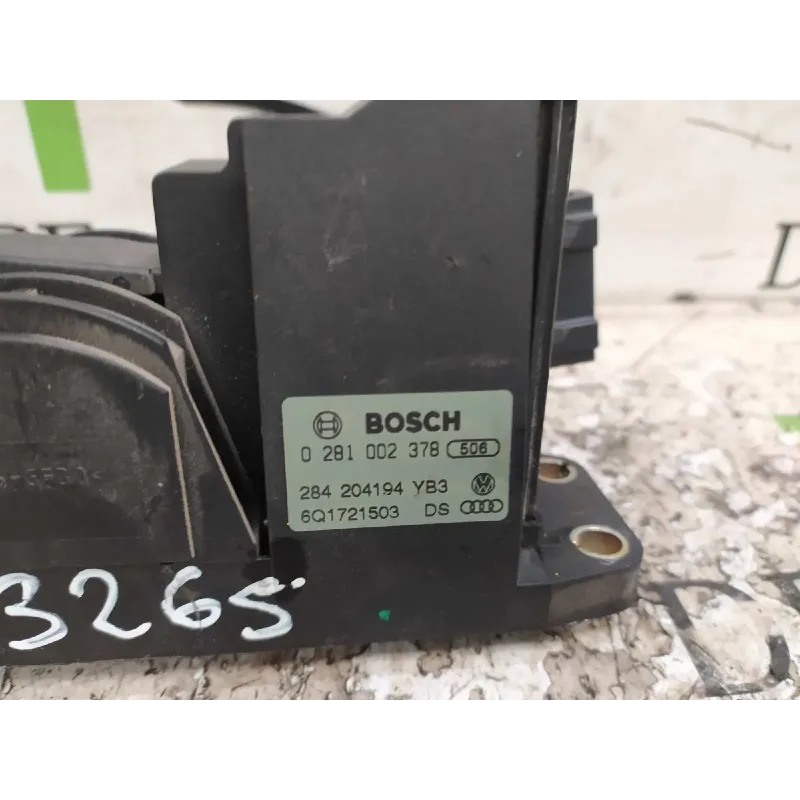 BOSCH
0 281 002 378 506
284 204194 YB3
6Q1721503 DS
3265